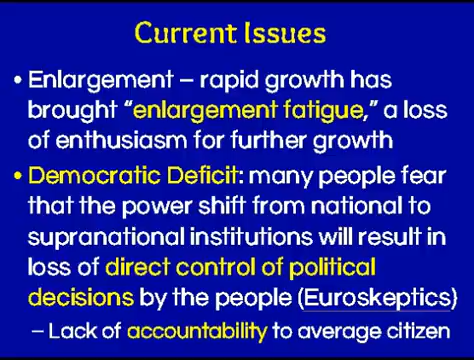 Current Issues
• Enlargement – rapid growth has
brought “enlargement fatigue,” a loss
of enthusiasm for further growth
• Democratic Deficit: many people fear
that the power shift from national to
supranational institutions will result in
loss of direct control of political
decisions by the people (Euroskeptics)
– Lack of accountability to average citizen